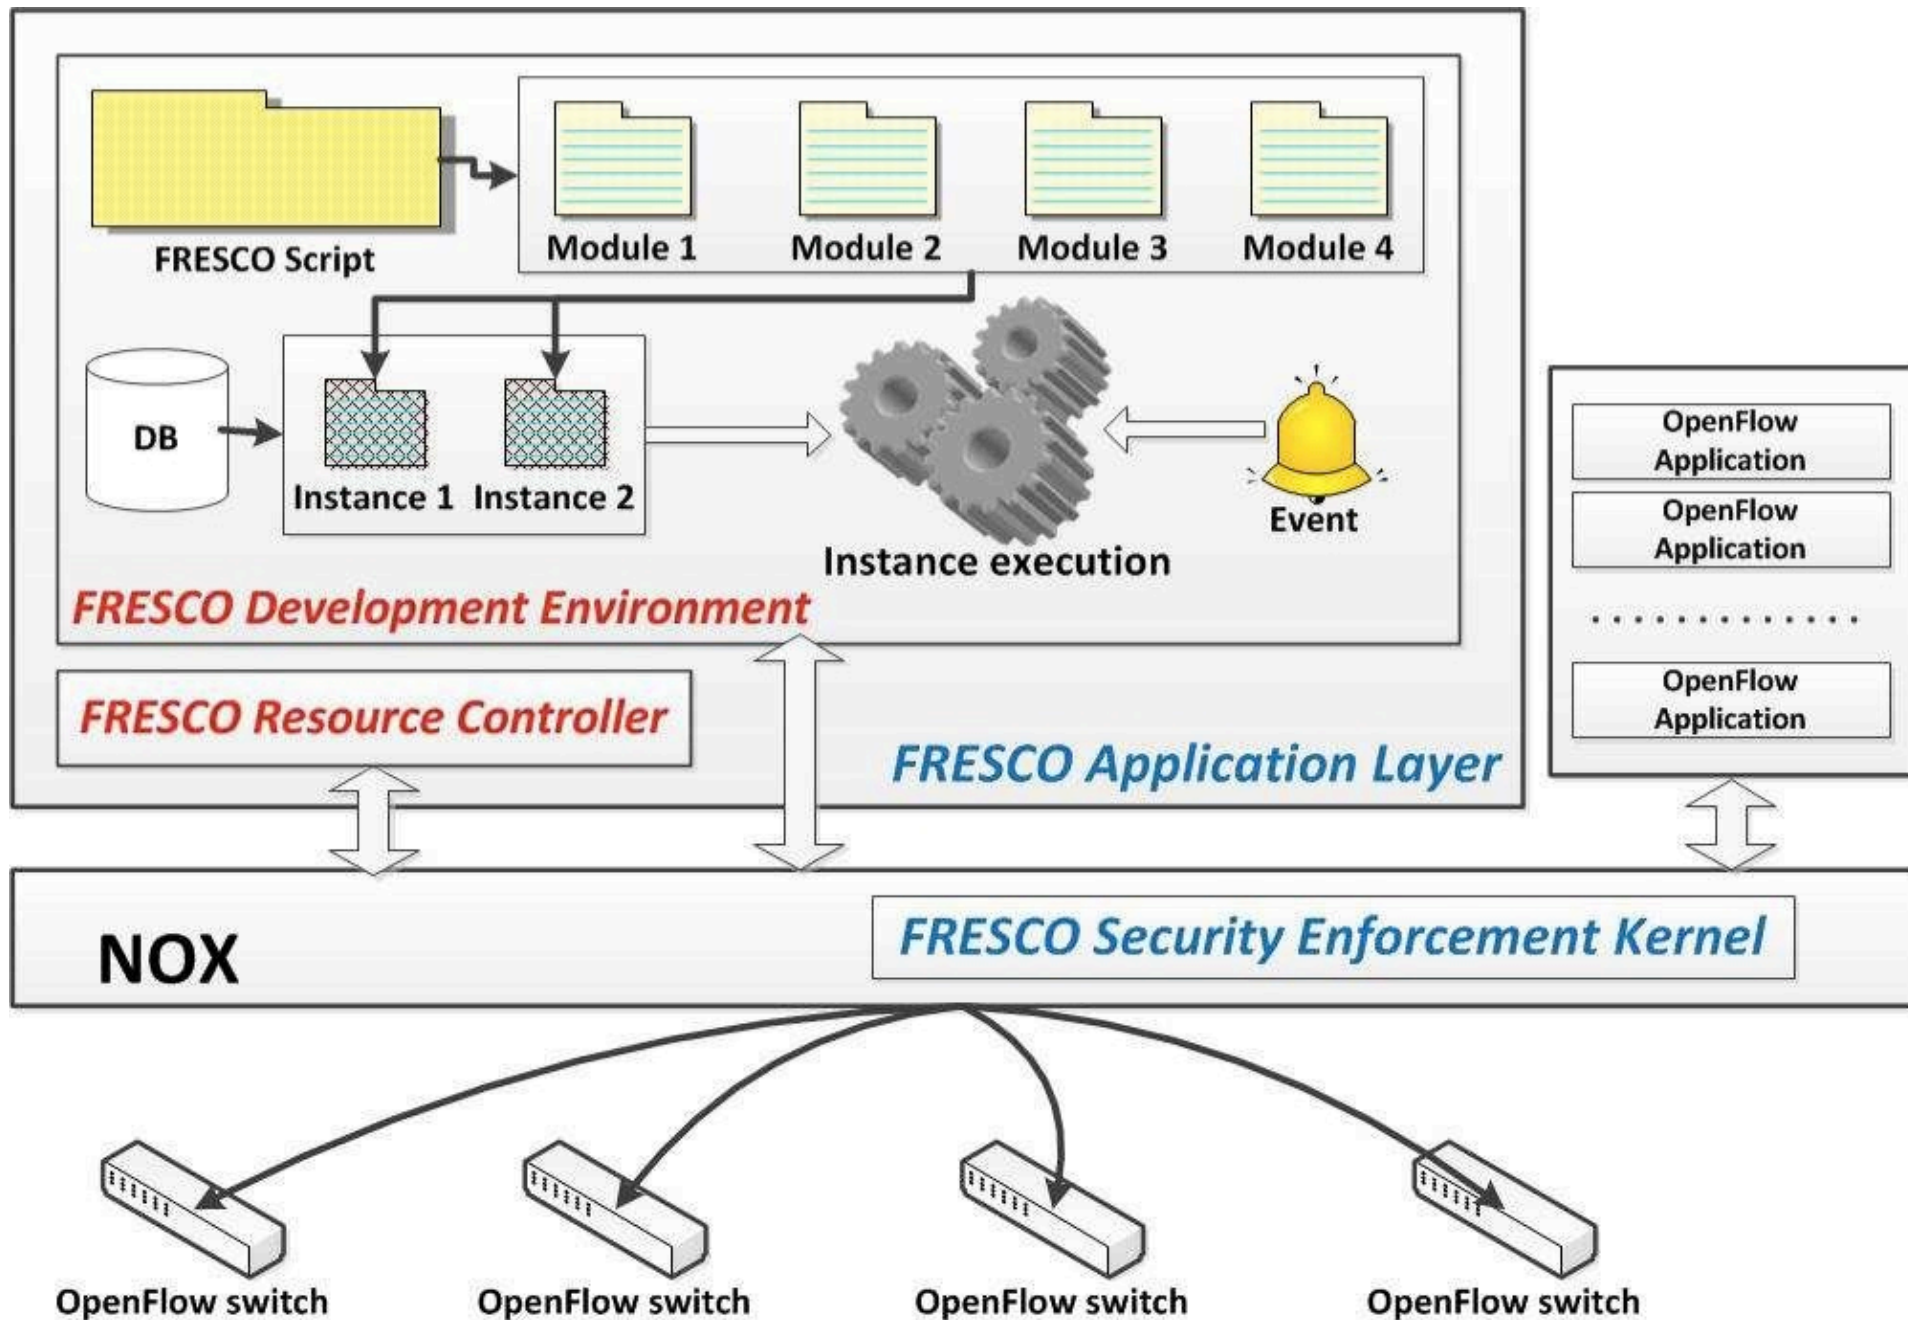 FRESCO Script
Module 1
Module 2
Module 3
Module 4
DB
Instance 1
Instance 2
Instance execution
Event
FRESCO Development Environment
FRESCO Resource Controller
FRESCO Application Layer
OpenFlow
Application
OpenFlow
Application
. . . . . . . . . . . . .
OpenFlow
Application
NOX
FRESCO Security Enforcement Kernel
OpenFlow switch
OpenFlow switch
OpenFlow switch
OpenFlow switch